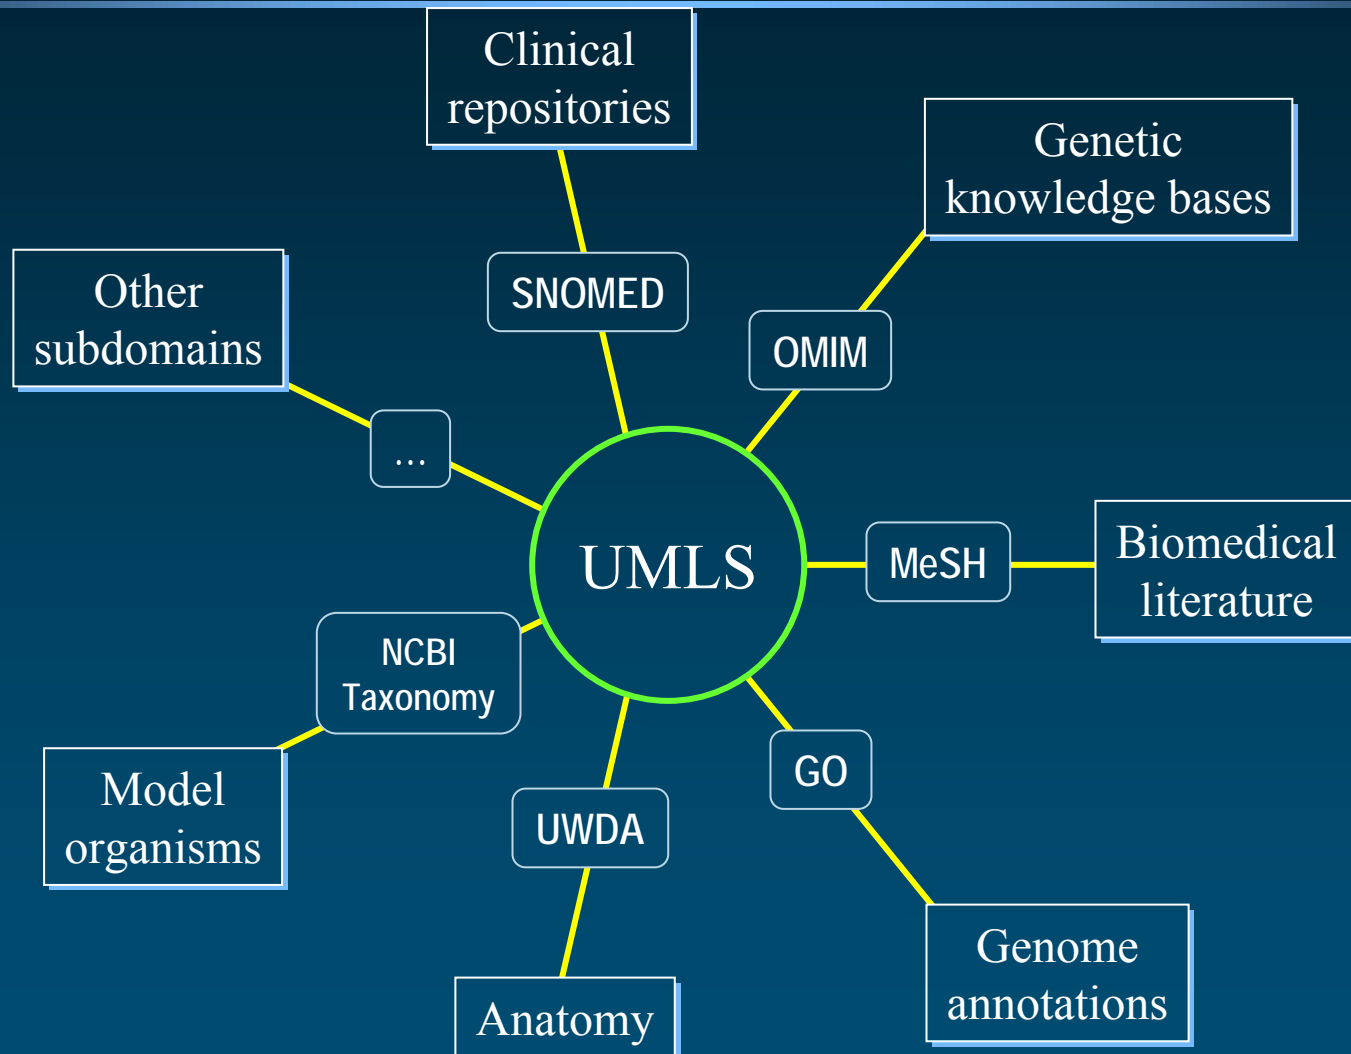 Clinical
repositories
Genetic
knowledge bases
SNOMED
Other
subdomains
OMIM
...
UMLS
MeSH
Biomedical
literature
NCBI
Taxonomy
GO
Model
organisms
UWDA
Genome
annotations
Anatomy